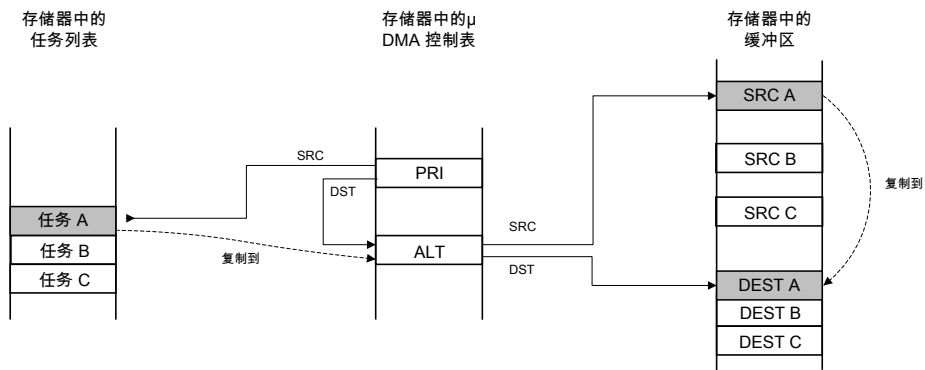 存储器中的
任务列表
存储器中的μ
DMA 控制表
存储器中的
缓冲区
SRC A
SRC
PRI
SRC B
DST
复制到
任务 A
SRC C
SRC
任务 B
复制到
ALT
DST
任务 C
DEST A
DEST B
DEST C